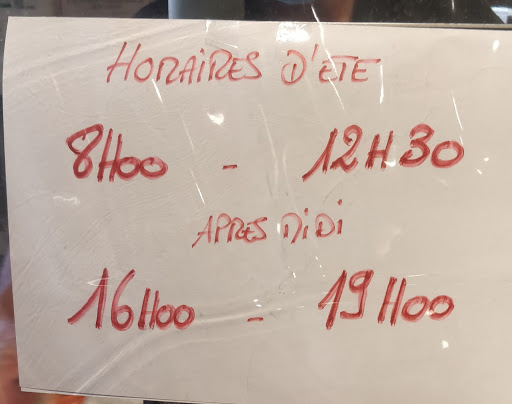 HORAIRES D'ETE
8H00 - 12H30
APRES MIDI
16H00 - 19H00